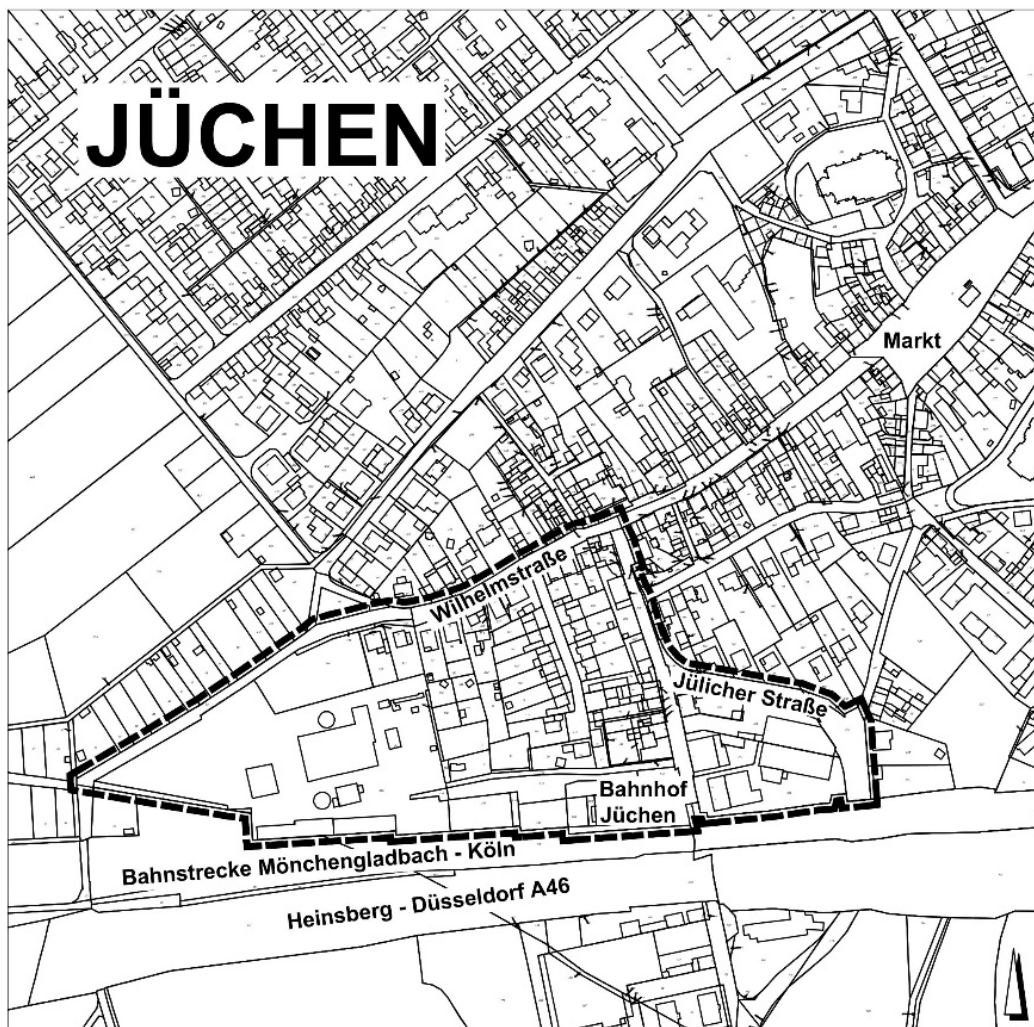 JÜCHEN
Markt
Wilhelmstraße
Jülicher Straße
Bahnhof
Jüchen
Bahnstrecke Mönchengladbach - Köln
Heinsberg - Düsseldorf A46